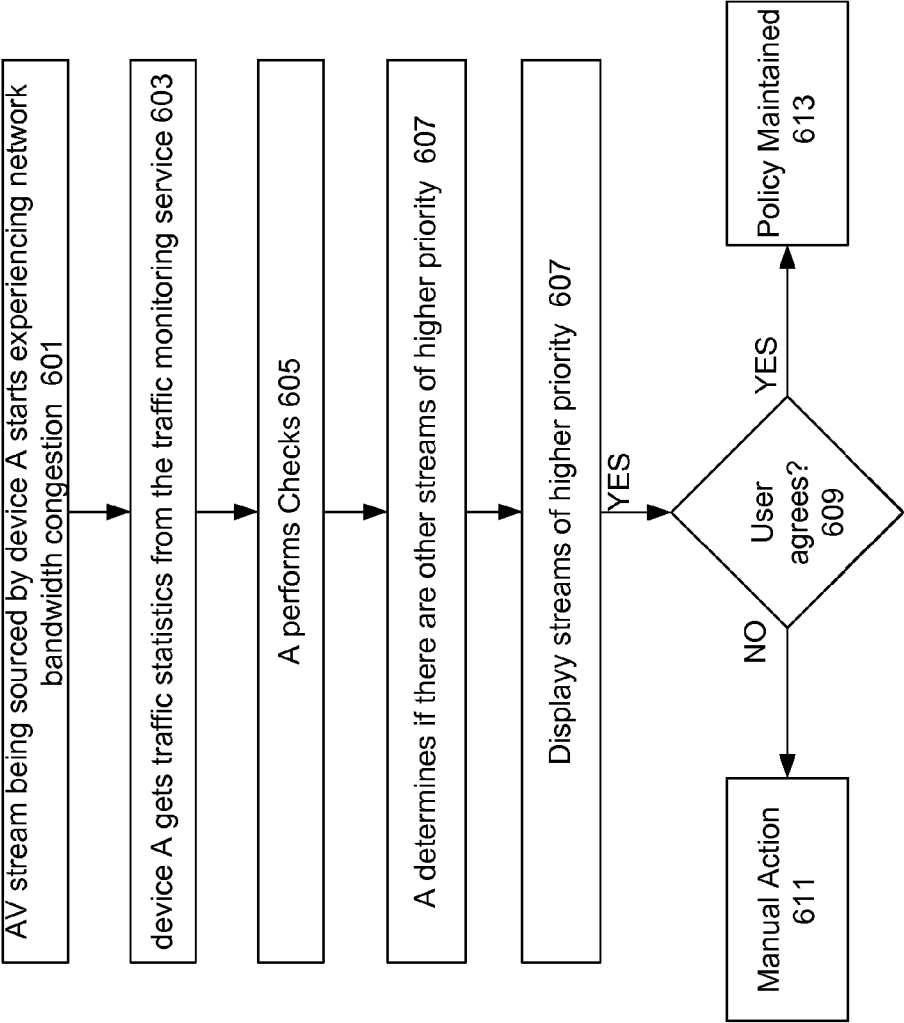 AV stream being sourced by device A starts experiencing network
bandwidth congestion 601
device A gets traffic statistics from the traffic monitoring service 603
A performs Checks 605
A determines if there are other streams of higher priority 607
Displayy streams of higher priority 607
YES
User
agrees?
609
NO
YES
Manual Action
611
Policy Maintained
613